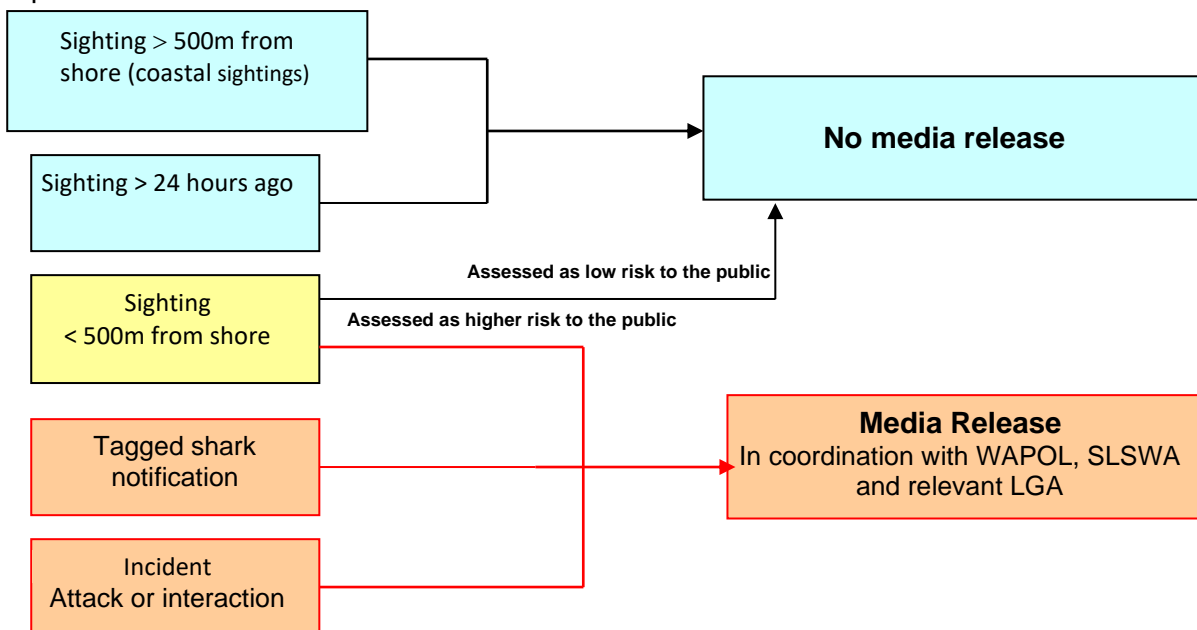 Sighting > 500m from
shore (coastal sightings)
No media release
Sighting > 24 hours ago
Assessed as low risk to the public
Sighting
< 500m from shore
Assessed as higher risk to the public
Tagged shark
notification
Media Release
In coordination with WAPOL, SLSWA
and relevant LGA
Incident
Attack or interaction